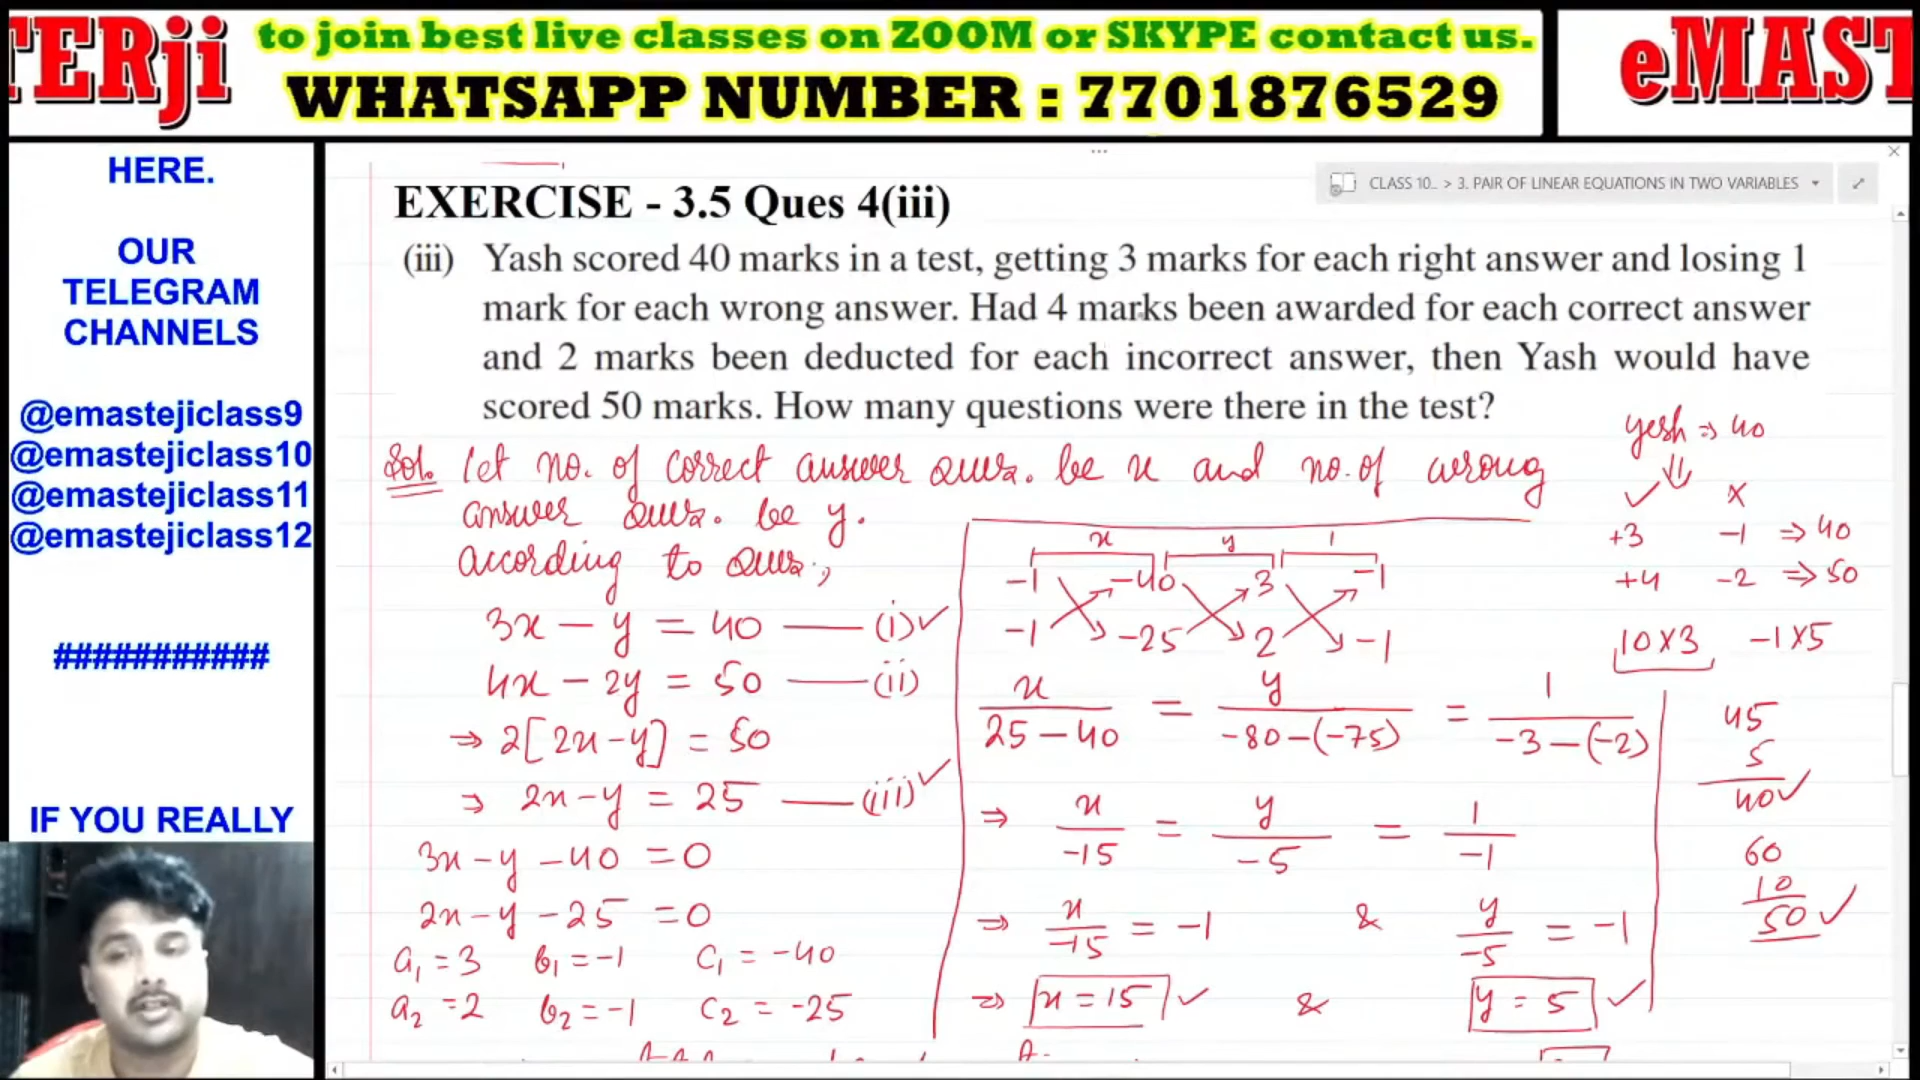 TERji
to join best live classes on ZOOM or SKYPE contact us.
WHATSAPP NUMBER : 7701876529
eMAST
HERE.
OUR
TELEGRAM
CHANNELS
@emastejiclass9
@emastejiclass10
@emastejiclass11
@emastejiclass12
###########
IF YOU REALLY
CLASS 10.. > 3. PAIR OF LINEAR EQUATIONS IN TWO VARIABLES
EXERCISE - 3.5 Ques 4(iii)
(iii) Yash scored 40 marks in a test, getting 3 marks for each right answer and losing 1
mark for each wrong answer. Had 4 marks been awarded for each correct answer
and 2 marks been deducted for each incorrect answer, then Yash would have
scored 50 marks. How many questions were there in the test?
Sol. let no. of correct answer ques. be x and no. of wrong
answer ques. be y.
according to ques.,
3x - y = 40 —— (i) ✓
4x - 2y = 50 —— (ii)
⇒ 2[2x - y] = 50
⇒ 2x - y = 25 —— (iii) ✓
3x - y - 40 = 0
2x - y - 25 = 0
a₁ = 3 b₁ = -1 c₁ = -40
a₂ = 2 b₂ = -1 c₂ = -25
x y 1
-1 -40 3 -1
-1 -25 2 -1
x/(25 - 40) = y/(-80 - (-75)) = 1/(-3 - (-2))
⇒ x/-15 = y/-5 = 1/-1
⇒ x/-15 = -1 & y/-5 = -1
⇒ x = 15 ✓ & y = 5 ✓
yesh ⇒ 40
✓ ×
+3 -1 ⇒ 40
+4 -2 ⇒ 50
10×3 -1×5
45
5
40 ✓
60
10
50 ✓